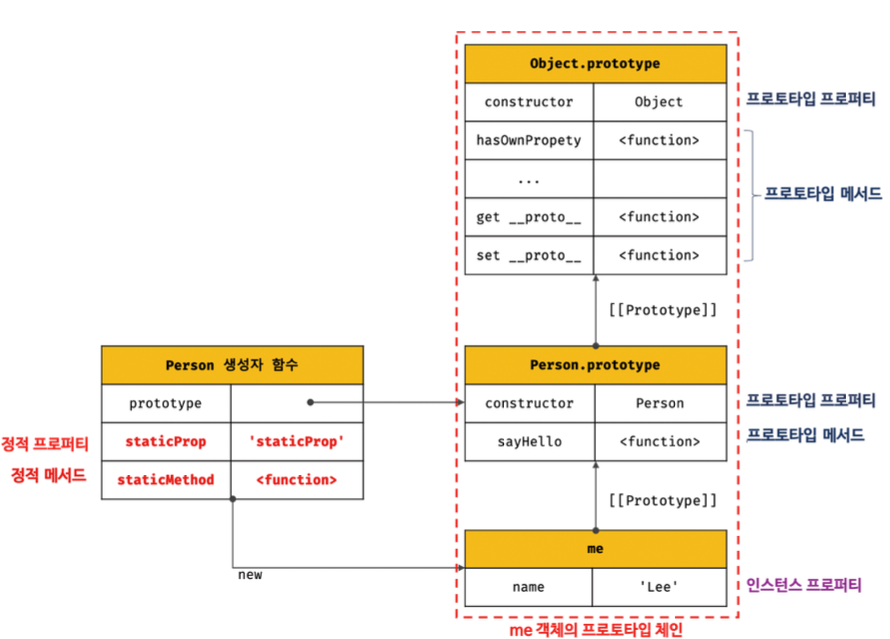 Object.prototype
constructor Object 프로토타입 프로퍼티
hasOwnPropety <function>
...
프로토타입 메서드
get __proto__ <function>
set __proto__ <function>
[[Prototype]]
Person 생성자 함수
prototype
정적 프로퍼티 staticProp 'staticProp'
정적 메서드 staticMethod <function>
new
Person.prototype
constructor Person 프로토타입 프로퍼티
sayHello <function> 프로토타입 메서드
[[Prototype]]
me
name 'Lee' 인스턴스 프로퍼티
me 객체의 프로토타입 체인